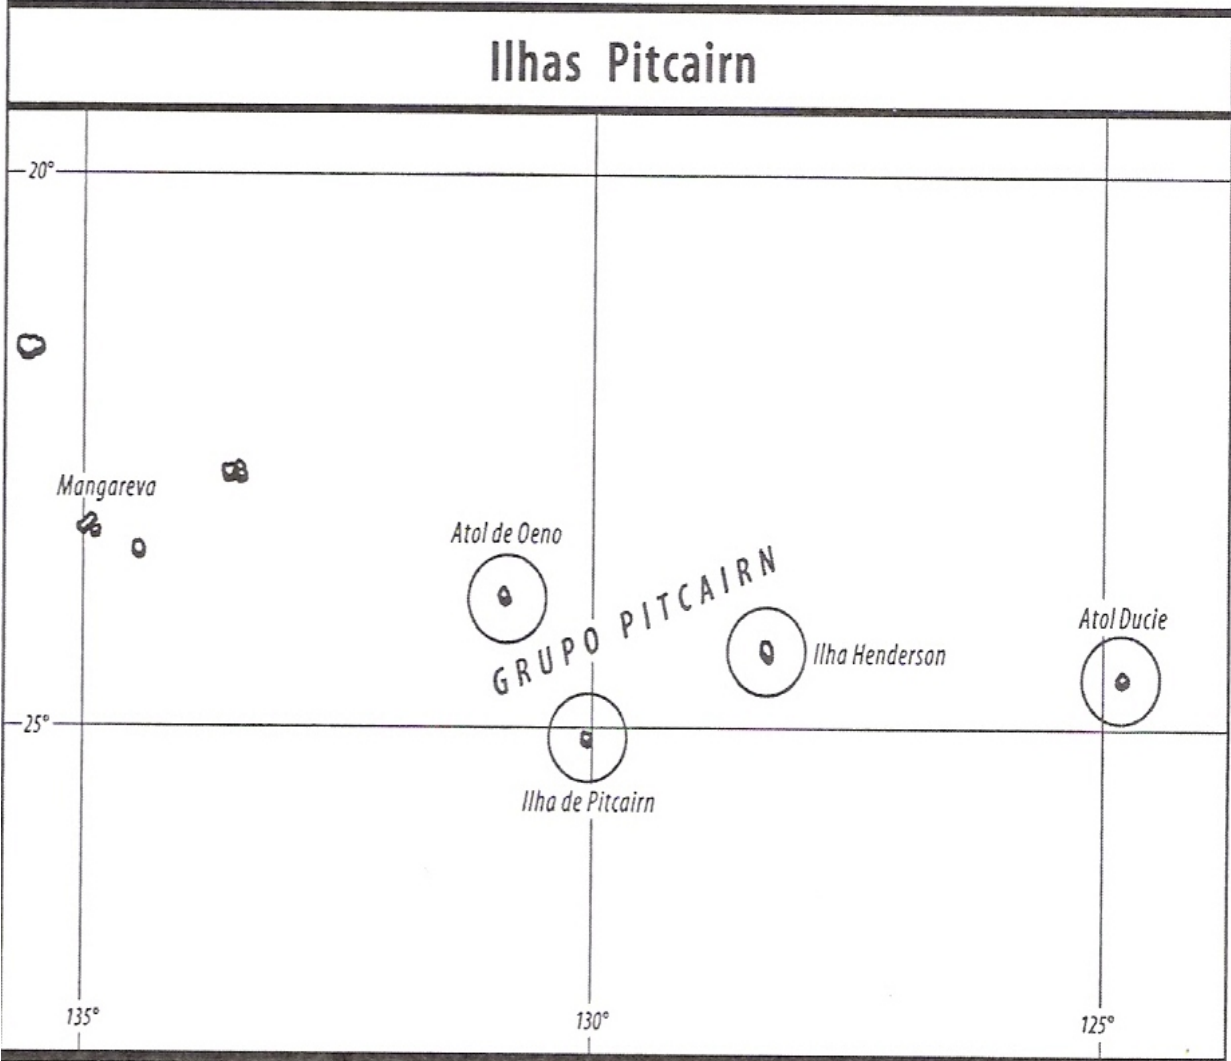 Ilhas Pitcairn
20°
Mangareva
Atol de Oeno
GRUPO PITCAIRN
Atol Ducie
Ilha Henderson
25°
Ilha de Pitcairn
135°
130°
125°